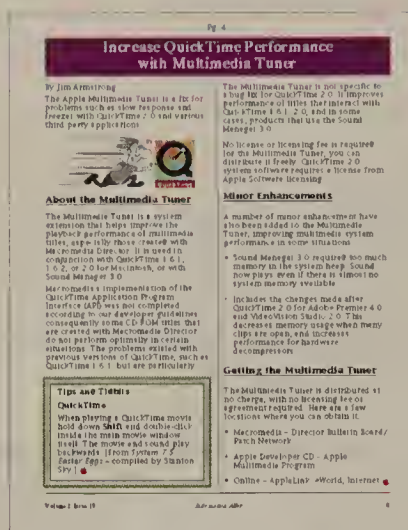 Pg. 4
Increase QuickTime Performance
with Multimedia Tuner
By Jim Armstrong
The Apple Multimedia Tuner is a fix for
problems such as slow response and
freezes with QuickTime 2.0 and various
third party applications
QuickTime
About the Multimedia Tuner
The Multimedia Tuner is a system
extension that helps improve the
playback performance of multimedia
titles, especially those created with
Macromedia Director. It is used in
conjunction with QuickTime 1.6.1,
1.6.2, or 2.0 for Macintosh, or with
Sound Manager 3.0.
Macromedia's implementation of the
QuickTime Application Program
Interface (API) was not completed
according to our developer guidelines
consequently some CD ROM titles that
are created with Macromedia Director
do not perform optimally in certain
situations. The problems existed with
previous versions of QuickTime, such as
QuickTime 1.6.1 but are particularly
Tips and Tidbits
QuickTime
When playing a QuickTime movie
hold down Shift and double-click
inside the main movie window
itself. The movie and sound play
backwards. [from System 7.5
Easter Eggs - compiled by Stanton
Sky]
The Multimedia Tuner is not specific to
a bug fix for QuickTime 2.0. It improves
performance of titles that interact with
QuickTime 1.6.1, 2.0, and in some
cases, products that use the Sound
Manager 3.0.
No license or licensing fee is required
for the Multimedia Tuner, you can
distribute it freely. QuickTime 2.0
system software requires a license from
Apple Software licensing.
Minor Enhancements
A number of minor enhancement have
also been added to the Multimedia
Tuner, improving multimedia system
performance in some situations.
• Sound Manager 3.0 required too much
memory in the system heap. Sound
now plays even if there is almost no
system memory available
• Includes the changes made after
QuickTime 2.0 for Adobe Premier 4.0
and VideoVision Studio 2.0. This
decreases memory usage when many
clips are open, and increases
performance for hardware
decompressors
Getting the Multimedia Tuner
The Multimedia Tuner is distributed at
no charge, with no licensing fee or
agreement required. Here are a few
locations where you can obtain it.
• Macromedia - Director Bulletin Board/
Patch Network
• Apple Developer CD - Apple
Multimedia Program
• Online - AppleLink, eWorld, Internet
Volume 2 Issue 19